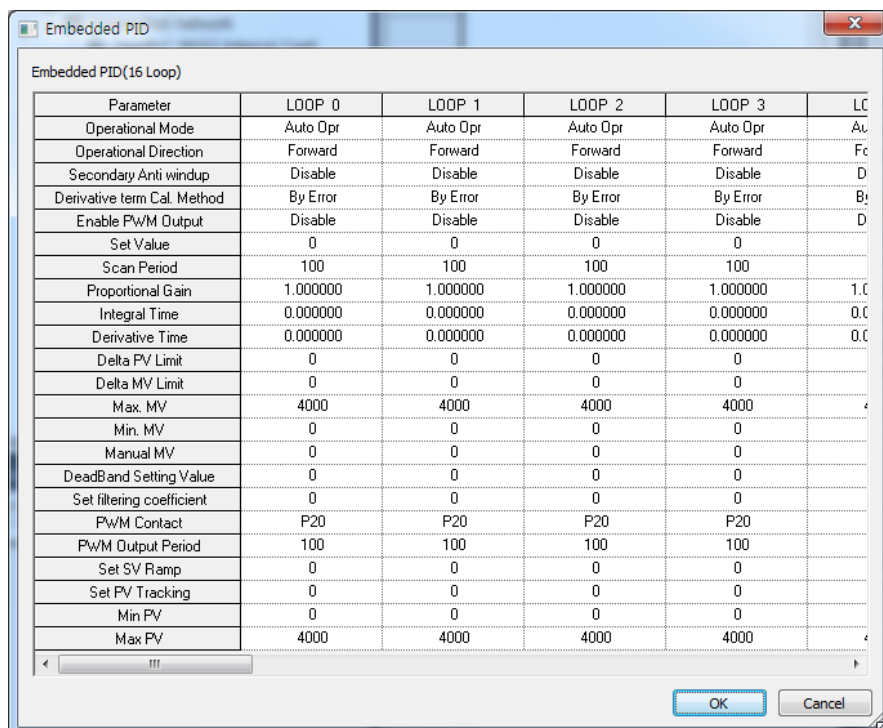 Embedded PID
Embedded PID(16 Loop)
Parameter LOOP 0 LOOP 1 LOOP 2 LOOP 3
Operational Mode Auto Opr Auto Opr Auto Opr Auto Opr
Operational Direction Forward Forward Forward Forward
Secondary Anti windup Disable Disable Disable Disable
Derivative term Cal. Method By Error By Error By Error By Error
Enable PWM Output Disable Disable Disable Disable
Set Value 0 0 0 0
Scan Period 100 100 100 100
Proportional Gain 1.000000 1.000000 1.000000 1.000000
Integral Time 0.000000 0.000000 0.000000 0.000000
Derivative Time 0.000000 0.000000 0.000000 0.000000
Delta PV Limit 0 0 0 0
Delta MV Limit 0 0 0 0
Max. MV 4000 4000 4000 4000
Min. MV 0 0 0 0
Manual MV 0 0 0 0
DeadBand Setting Value 0 0 0 0
Set filtering coefficient 0 0 0 0
PWM Contact P20 P20 P20 P20
PWM Output Period 100 100 100 100
Set SV Ramp 0 0 0 0
Set PV Tracking 0 0 0 0
Min PV 0 0 0 0
Max PV 4000 4000 4000 4000
OK Cancel